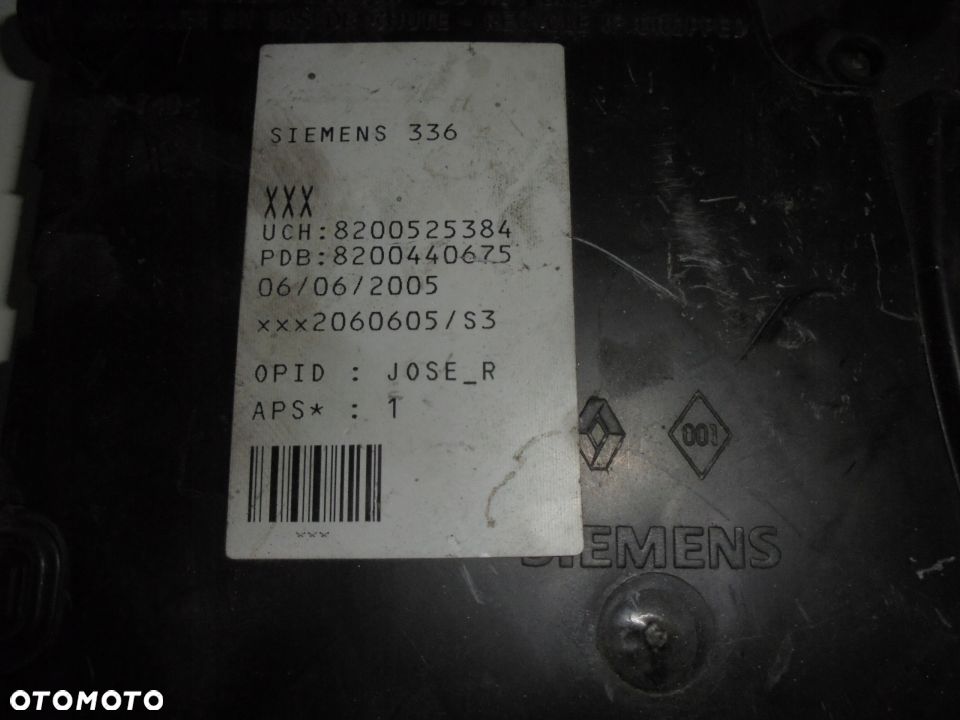 SIEMENS 336
XXX
UCH:8200525384
PDB:8200440675
06/06/2005
xxx2060605/S3
OPID : JOSE_R
APS* : 1
xxx
001
SIEMENS
OTOMOTO